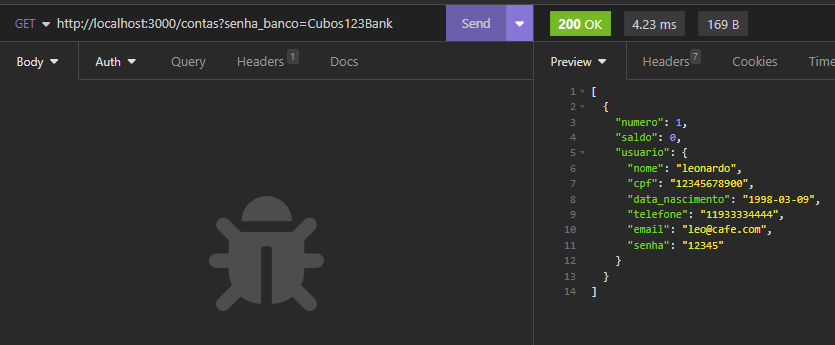 GET http://localhost:3000/contas?senha_banco=Cubos123Bank Send 200 OK 4.23 ms 169 B
Body Auth Query Headers 1 Docs Preview Headers 7 Cookies Time
1 [
2 {
3 "numero": 1,
4 "saldo": 0,
5 "usuario": {
6 "nome": "leonardo",
7 "cpf": "12345678900",
8 "data_nascimento": "1998-03-09",
9 "telefone": "11933334444",
10 "email": "leo@cafe.com",
11 "senha": "12345"
12 }
13 }
14 ]